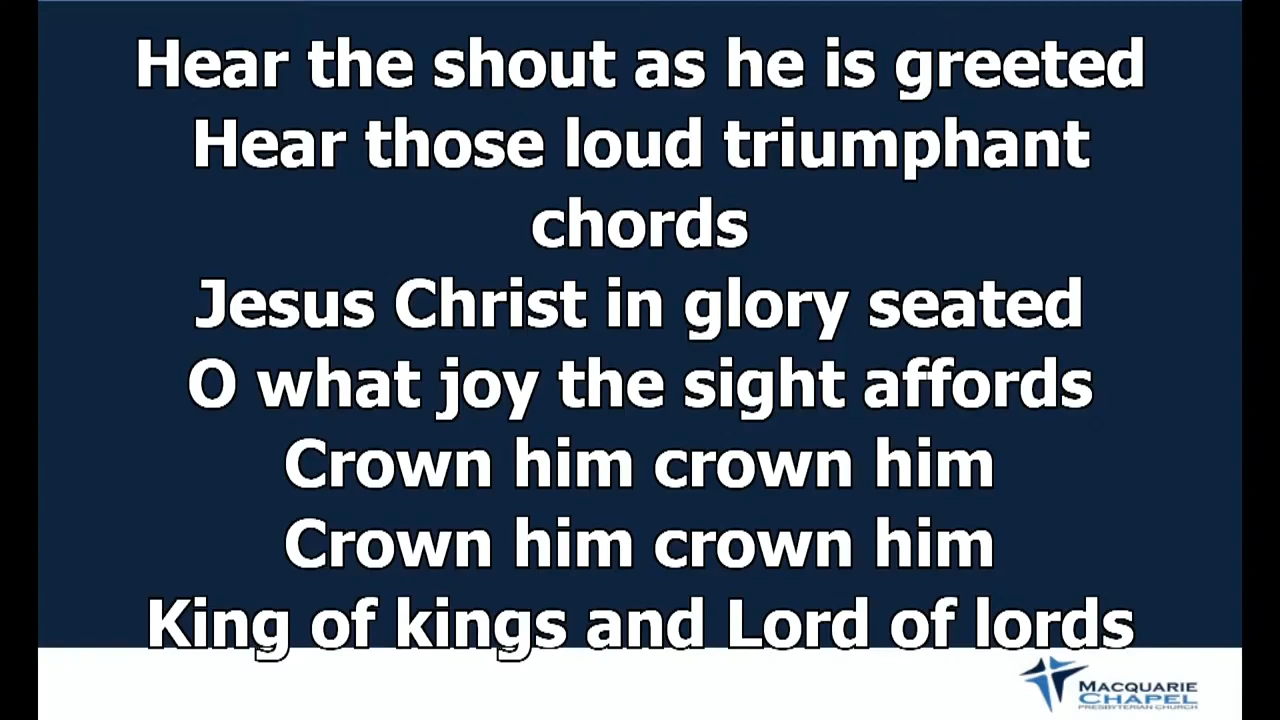 Hear the shout as he is greeted
Hear those loud triumphant
chords
Jesus Christ in glory seated
O what joy the sight affords
Crown him crown him
Crown him crown him
King of kings and Lord of lords
MACQUARIE
CHAPEL
PRESBYTERIAN CHURCH